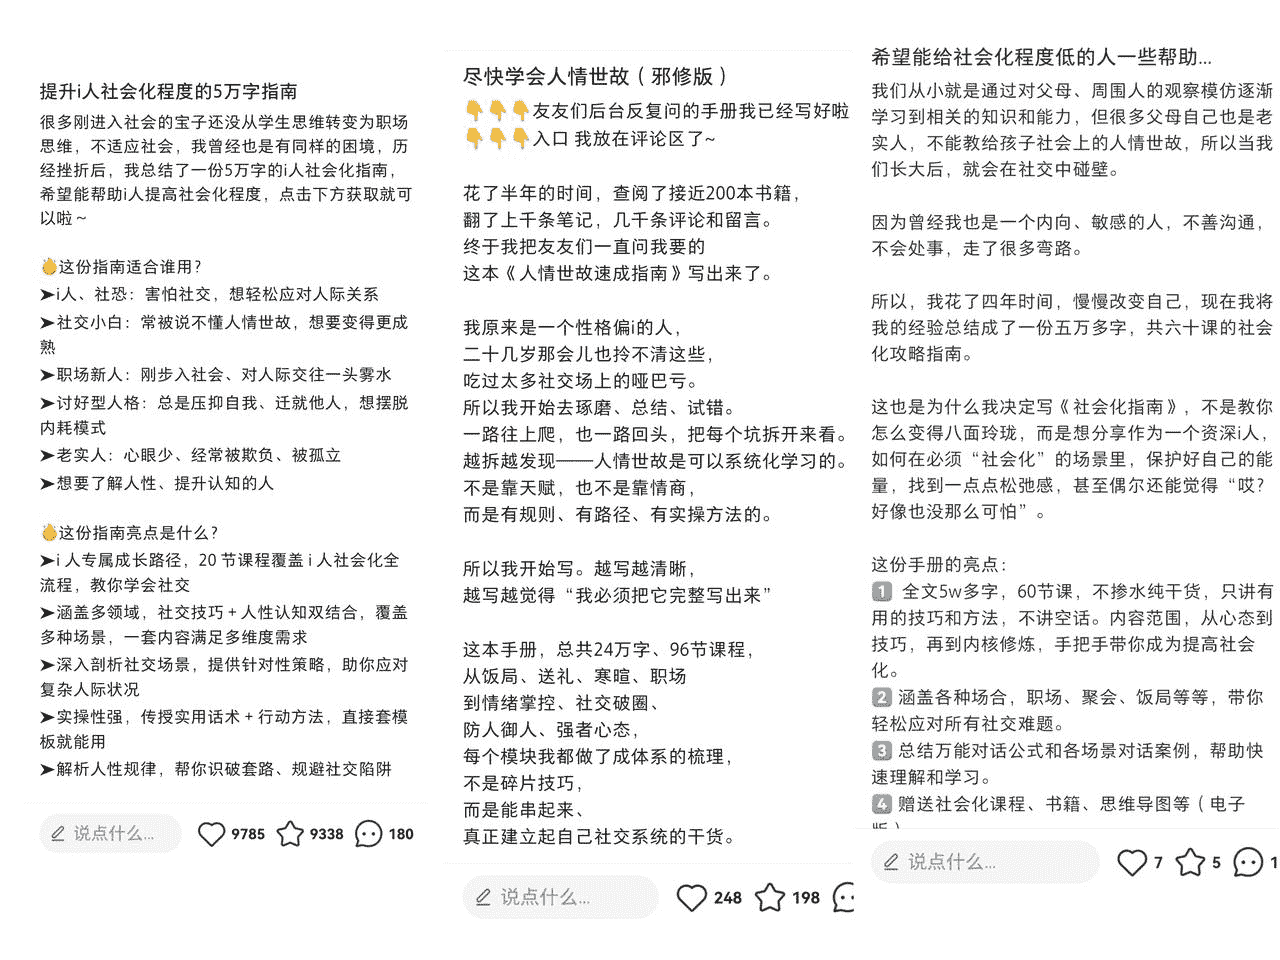 提升i人社会化程度的5万字指南
很多刚进入社会的宝子还没从学生思维转变为职场
思维，不适应社会，我曾经也是有同样的困境，历
经挫折后，我总结了一份5万字的i人社会化指南，
希望能帮助i人提高社会化程度，点击下方获取就可
以啦～
这份指南适合谁用？
➤i人、社恐：害怕社交，想轻松应对人际关系
➤社交小白：常被说不懂人情世故，想要变得更成
熟
➤职场新人：刚步入社会、对人际交往一头雾水
➤讨好型人格：总是压抑自我、迁就他人，想摆脱
内耗模式
➤老实人：心眼少、经常被欺负、被孤立
➤想要了解人性、提升认知的人
这份指南亮点是什么？
➤i 人专属成长路径，20 节课程覆盖 i 人社会化全
流程，教你学会社交
➤涵盖多领域，社交技巧 + 人性认知双结合，覆盖
多种场景，一套内容满足多维度需求
➤深入剖析社交场景，提供针对性策略，助你应对
复杂人际状况
➤实操性强，传授实用话术 + 行动方法，直接套模
板就能用
➤解析人性规律，帮你识破套路、规避社交陷阱
说点什么...
9785
9338
180
尽快学会人情世故（邪修版）
👇👇👇友友们后台反复问的手册我已经写好啦
👇👇👇入口 我放在评论区了~
花了半年的时间，查阅了接近200本书籍，
翻了上千条笔记，几千条评论和留言。
终于我把友友们一直问我要的
这本《人情世故速成指南》写出来了。
我原来是一个性格偏i的人，
二十几岁那会儿也拎不清这些，
吃过太多社交场上的哑巴亏。
所以我开始去琢磨、总结、试错。
一路往上爬，也一路回头，把每个坑拆开来看。
越拆越发现——人情世故是可以系统化学习的。
不是靠天赋，也不是靠情商，
而是有规则、有路径、有实操方法的。
所以我开始写。越写越清晰，
越写越觉得“我必须把它完整写出来”
这本手册，总共24万字、96节课程，
从饭局、送礼、寒暄、职场
到情绪掌控、社交破圈、
防人御人、强者心态，
每个模块我都做了成体系的梳理，
不是碎片技巧，
而是能串起来、
真正建立起自己社交系统的干货。
说点什么...
248
198
希望能给社会化程度低的人一些帮助...
我们从小就是通过对父母、周围人的观察模仿逐渐
学习到相关的知识和能力，但很多父母自己也是老
实人，不能教给孩子社会上的人情世故，所以当我
们长大后，就会在社交中碰壁。
因为曾经我也是一个内向、敏感的人，不善沟通，
不会处事，走了很多弯路。
所以，我花了四年时间，慢慢改变自己，现在我将
我的经验总结成了一份五万多字，共六十课的社会
化攻略指南。
这也是为什么我决定写《社会化指南》，不是教你
怎么变得八面玲珑，而是想分享作为一个资深i人，
如何在必须“社会化”的场景里，保护好自己的能
量，找到一点点松弛感，甚至偶尔还能觉得“哎？
好像也没那么可怕”。
这份手册的亮点：
1 全文5w多字，60节课，不掺水纯干货，只讲有
用的技巧和方法，不讲空话。内容范围，从心态到
技巧，再到内核修炼，手把手带你成为提高社会
化。
2 涵盖各种场合，职场、聚会、饭局等等，带你
轻松应对所有社交难题。
3 总结万能对话公式和各场景对话案例，帮助快
速理解和学习。
4 赠送社会化课程、书籍、思维导图等（电子
版）
说点什么...
7
5
1